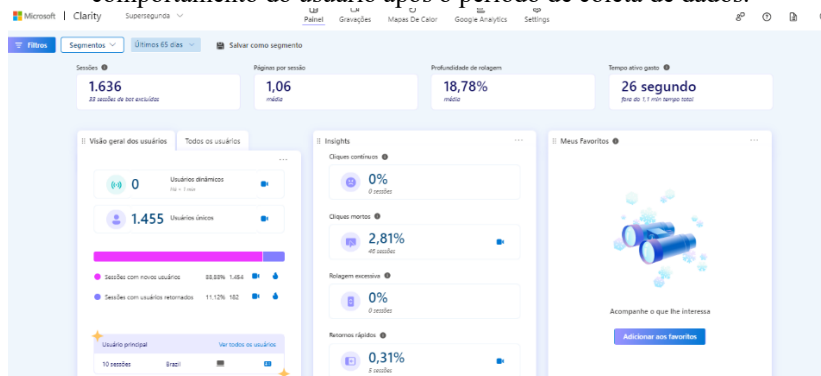 comportamento do usuário após o período de coleta de dados.
Microsoft | Clarity Supersegunda Painel Gravações Mapas De Calor Google Analytics Settings
Filtros Segmentos Últimos 65 dias Salvar como segmento
Sessões Páginas por sessão Profundidade de rolagem Tempo ativo gasto
1.636 1,06 18,78% 26 segundo
33 sessões de bot excluídas média média fora do 1,1 min tempo total
Visão geral dos usuários Todos os usuários Insights Meus Favoritos
Cliques contínuos
0 Usuários dinâmicos 0%
Há < 1 min 0 sessões
1.455 Usuários únicos Cliques mortos
2,81%
46 sessões
Sessões com novos usuários 88,88% 1.454 Rolagem excessiva
Sessões com usuários retornados 11,12% 182 0%
0 sessões
Acompanhe o que lhe interessa
Usuário principal Ver todos os usuários Retornos rápidos Adicionar aos favoritos
10 sessões Brazil 0,31%
5 sessões